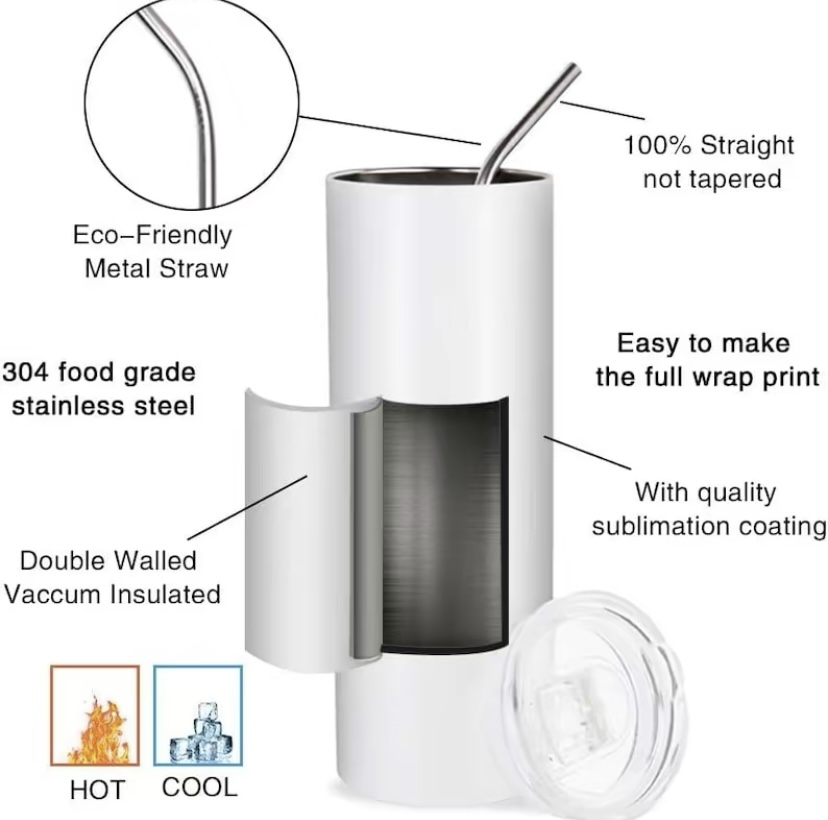 100% Straight
not tapered
Eco-Friendly
Metal Straw
304 food grade
stainless steel
Easy to make
the full wrap print
With quality
sublimation coating
Double Walled
Vaccum Insulated
HOT
COOL